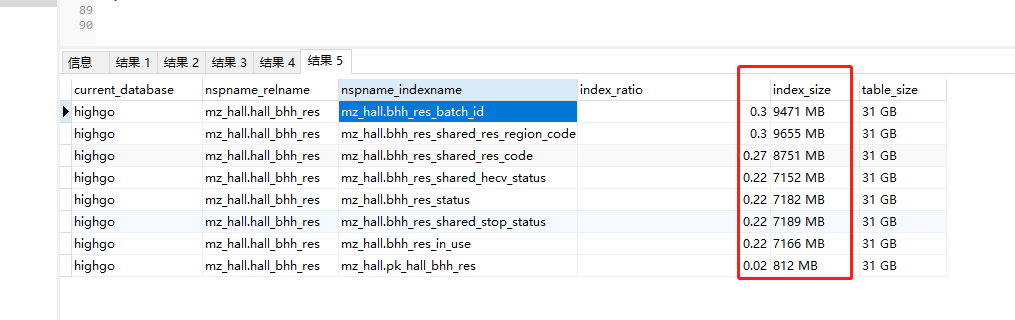 89
90
信息 结果 1 结果 2 结果 3 结果 4 结果 5
current_database nspname_relname nspname_indexname index_ratio index_size table_size
highgo mz_hall.hall_bhh_res mz_hall.bhh_res_batch_id 0.3 9471 MB 31 GB
highgo mz_hall.hall_bhh_res mz_hall.bhh_res_shared_res_region_code 0.3 9655 MB 31 GB
highgo mz_hall.hall_bhh_res mz_hall.bhh_res_shared_res_code 0.27 8751 MB 31 GB
highgo mz_hall.hall_bhh_res mz_hall.bhh_res_shared_hecv_status 0.22 7152 MB 31 GB
highgo mz_hall.hall_bhh_res mz_hall.bhh_res_status 0.22 7182 MB 31 GB
highgo mz_hall.hall_bhh_res mz_hall.bhh_res_shared_stop_status 0.22 7189 MB 31 GB
highgo mz_hall.hall_bhh_res mz_hall.bhh_res_in_use 0.22 7166 MB 31 GB
highgo mz_hall.hall_bhh_res mz_hall.pk_hall_bhh_res 0.02 812 MB 31 GB